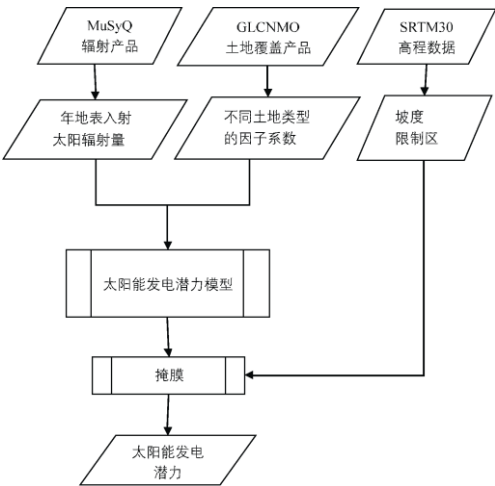 MuSyQ
辐射产品
GLCNMO
土地覆盖产品
SRTM30
高程数据
年地表入射
太阳辐射量
不同土地类型
的因子系数
坡度
限制区
太阳能发电潜力模型
掩膜
太阳能发电
潜力